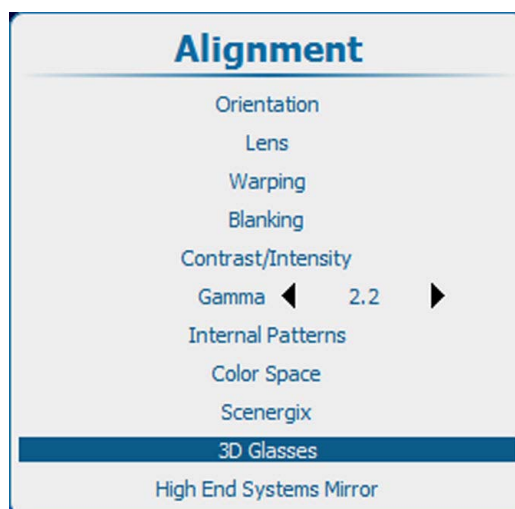 Alignment
Orientation
Lens
Warping
Blanking
Contrast/Intensity
Gamma 2.2
Internal Patterns
Color Space
Scenergix
3D Glasses
High End Systems Mirror